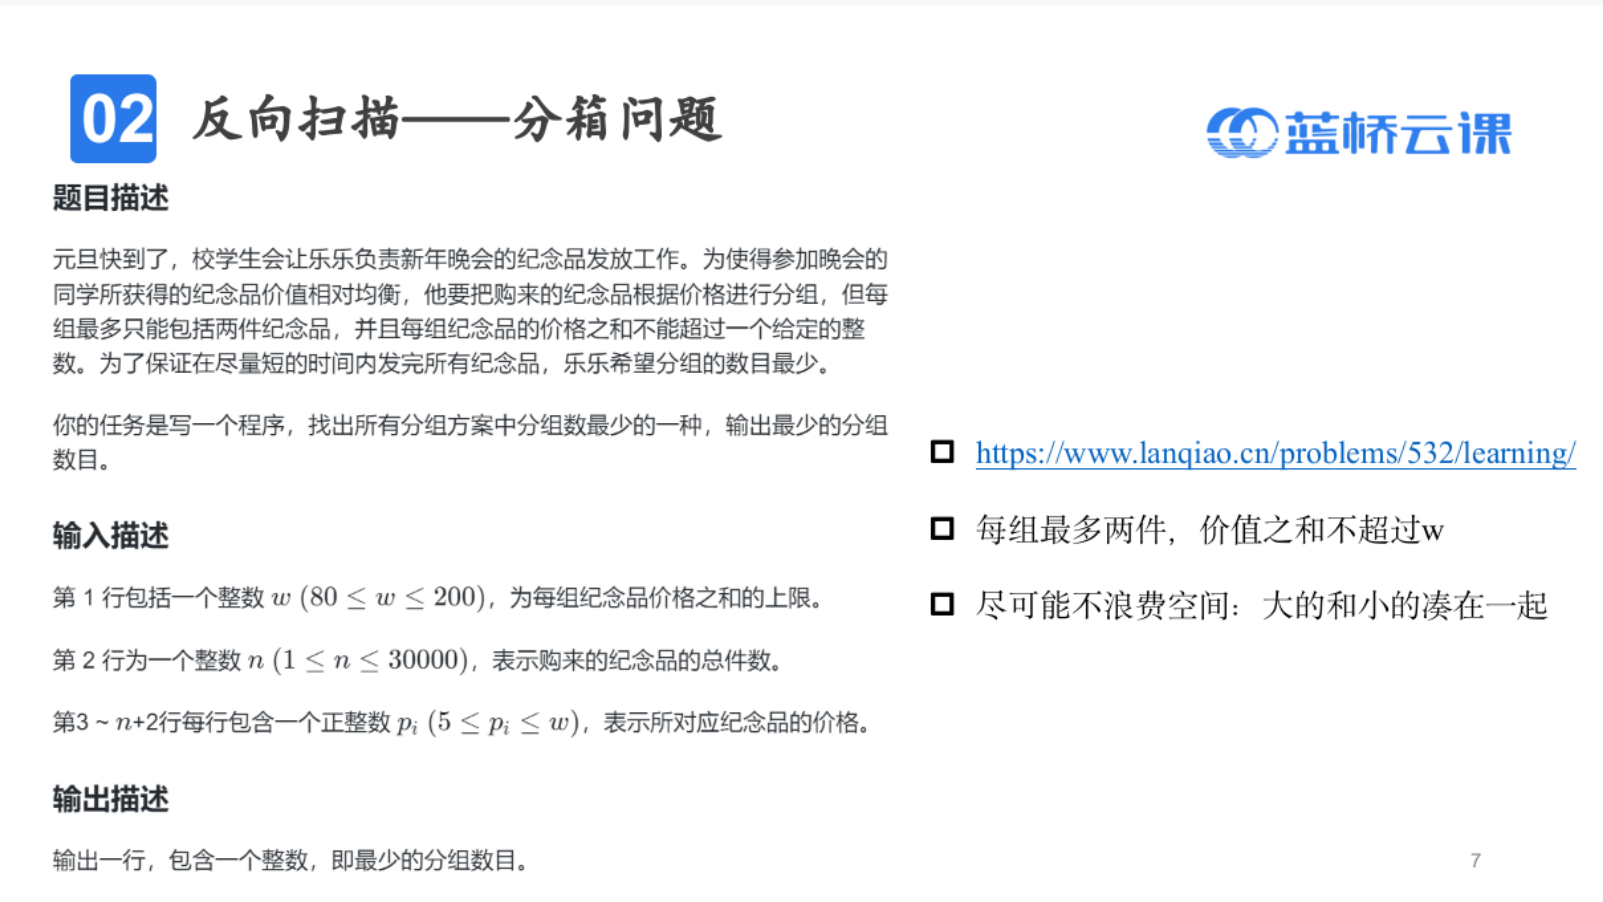 02 反向扫描——分箱问题
蓝桥云课
题目描述
元旦快到了，校学生会让乐乐负责新年晚会的纪念品发放工作。为使得参加晚会的
同学所获得的纪念品价值相对均衡，他要把购来的纪念品根据价格进行分组，但每
组最多只能包括两件纪念品，并且每组纪念品的价格之和不能超过一个给定的整
数。为了保证在尽量短的时间内发完所有纪念品，乐乐希望分组的数目最少。
你的任务是写一个程序，找出所有分组方案中分组数最少的一种，输出最少的分组
数目。
输入描述
第 1 行包括一个整数 w (80 ≤ w ≤ 200)，为每组纪念品价格之和的上限。
第 2 行为一个整数 n (1 ≤ n ≤ 30000)，表示购来的纪念品的总件数。
第3 ~ n+2行每行包含一个正整数 pᵢ (5 ≤ pᵢ ≤ w)，表示所对应纪念品的价格。
输出描述
输出一行，包含一个整数，即最少的分组数目。
https://www.lanqiao.cn/problems/532/learning/
每组最多两件，价值之和不超过w
尽可能不浪费空间：大的和小的凑在一起
7